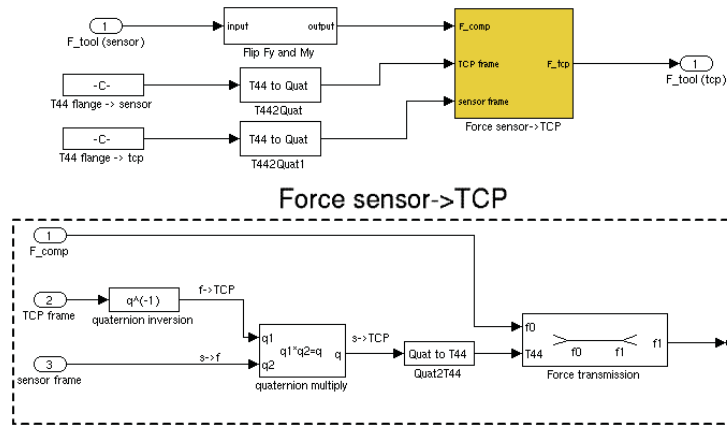 1
F_tool (sensor)
input
output
Flip Fy and My
F_comp
TCP frame
sensor frame
F_tcp
Force sensor->TCP
1
F_tool (tcp)
-C-
T44 flange -> sensor
T44 to Quat
T442Quat
-C-
T44 flange -> tcp
T44 to Quat
T442Quat1
Force sensor->TCP
1
F_comp
2
TCP frame
q^(-1)
quaternion inversion
f->TCP
3
sensor frame
s->f
q1
q2
q1*q2=q
q
quaternion multiply
s->TCP
Quat to T44
Quat2T44
f0
T44
f0
f1
f1
Force transmission